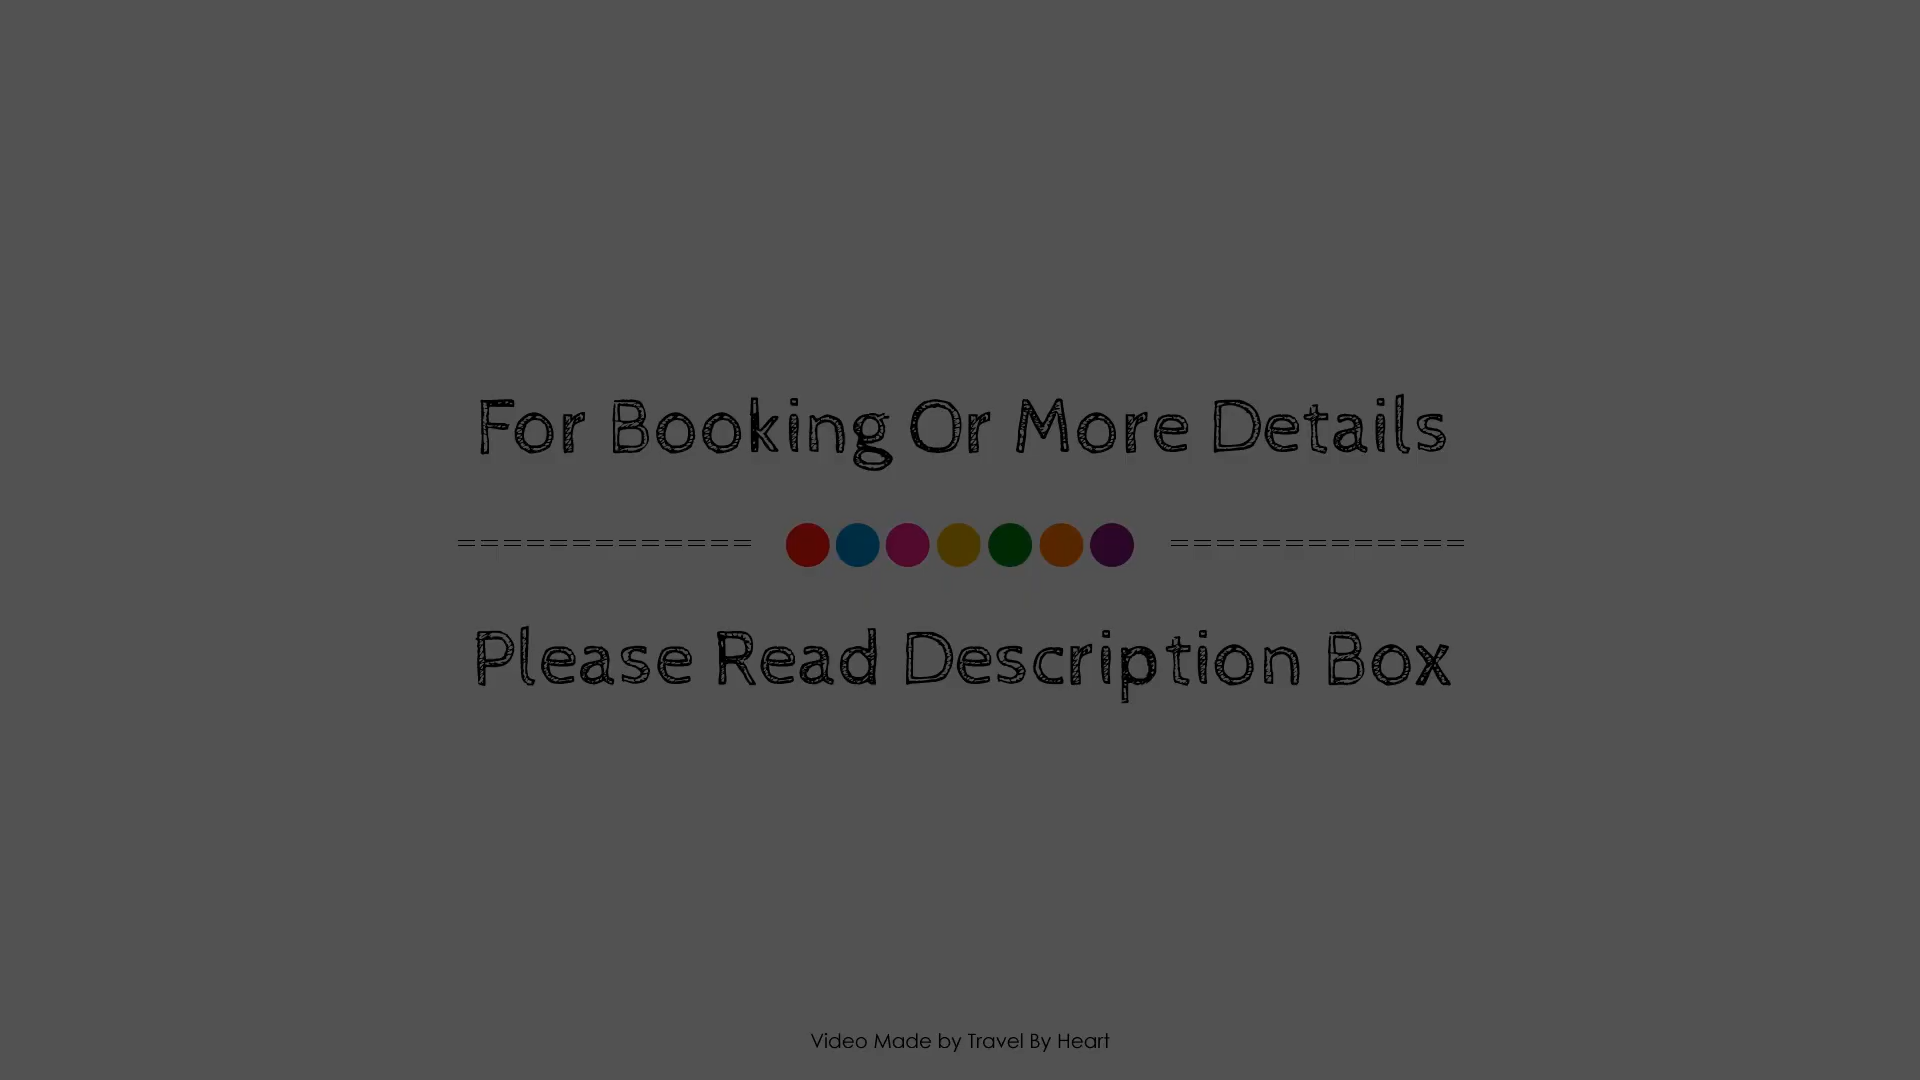 For Booking Or More Details
============= =============
Please Read Description Box
Video Made by Travel By Heart